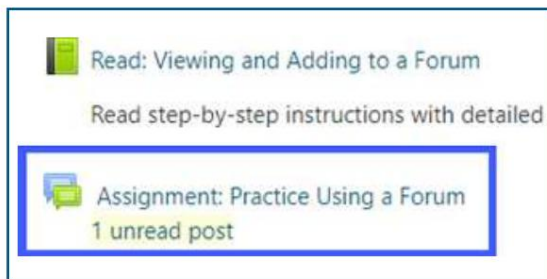 Read: Viewing and Adding to a Forum
Read step-by-step instructions with detailed
Assignment: Practice Using a Forum
1 unread post